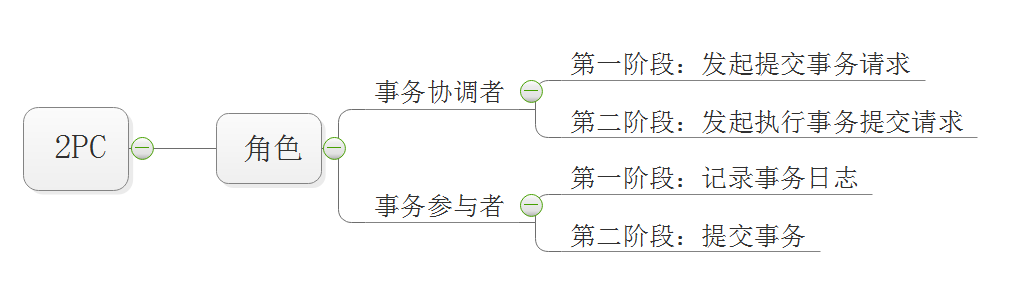 2PC
角色
事务协调者
第一阶段：发起提交事务请求
第二阶段：发起执行事务提交请求
事务参与者
第一阶段：记录事务日志
第二阶段：提交事务